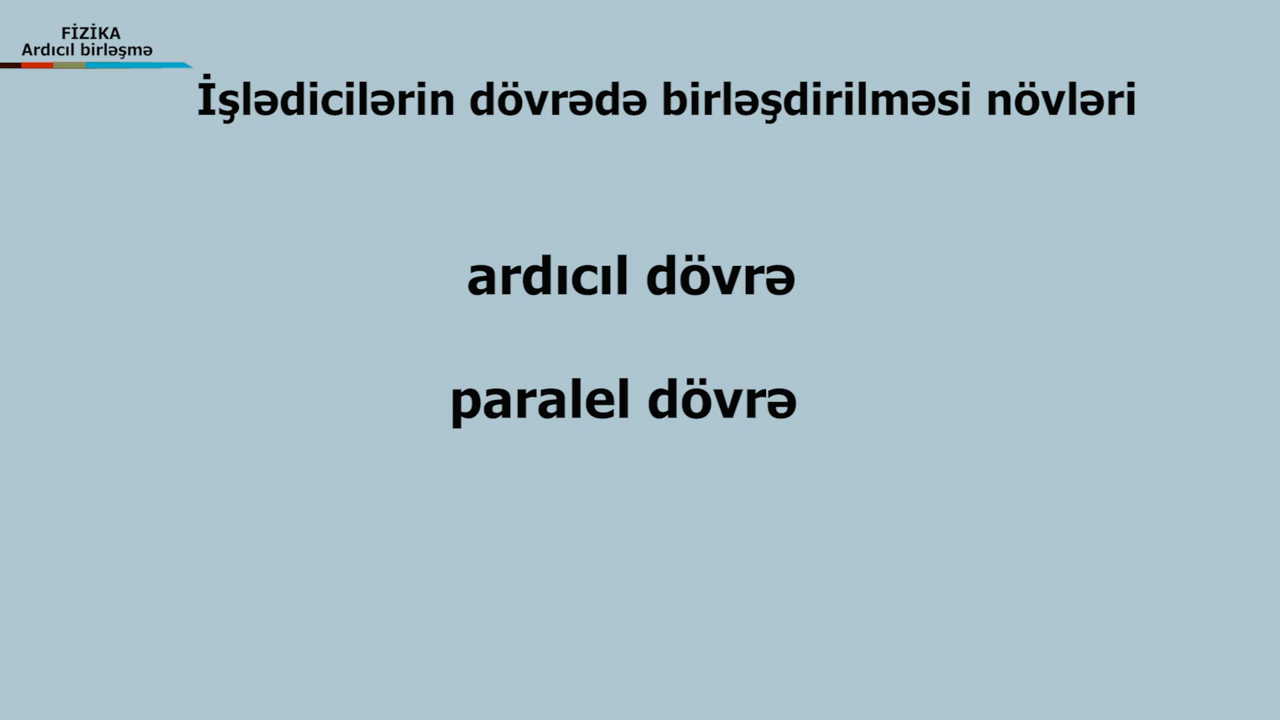 FİZİKA
Ardıcıl birləşmə
İşlədicilərin dövrədə birləşdirilməsi növləri
ardıcıl dövrə
paralel dövrə